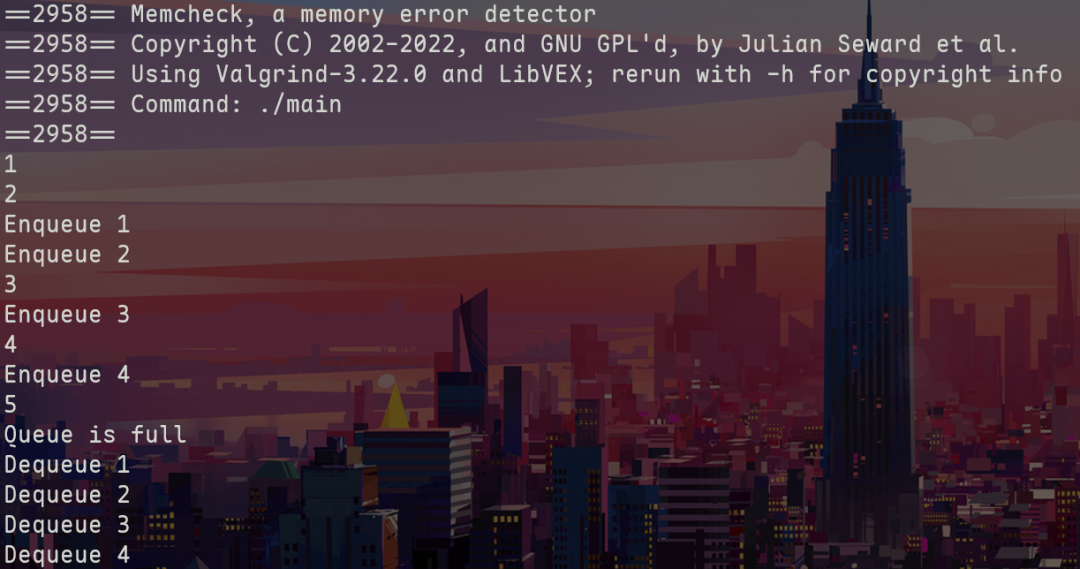 ==2958== Memcheck, a memory error detector
==2958== Copyright (C) 2002-2022, and GNU GPL'd, by Julian Seward et al.
==2958== Using Valgrind-3.22.0 and LibVEX; rerun with -h for copyright info
==2958== Command: ./main
==2958==
1
2
Enqueue 1
Enqueue 2
3
Enqueue 3
4
Enqueue 4
5
Queue is full
Dequeue 1
Dequeue 2
Dequeue 3
Dequeue 4